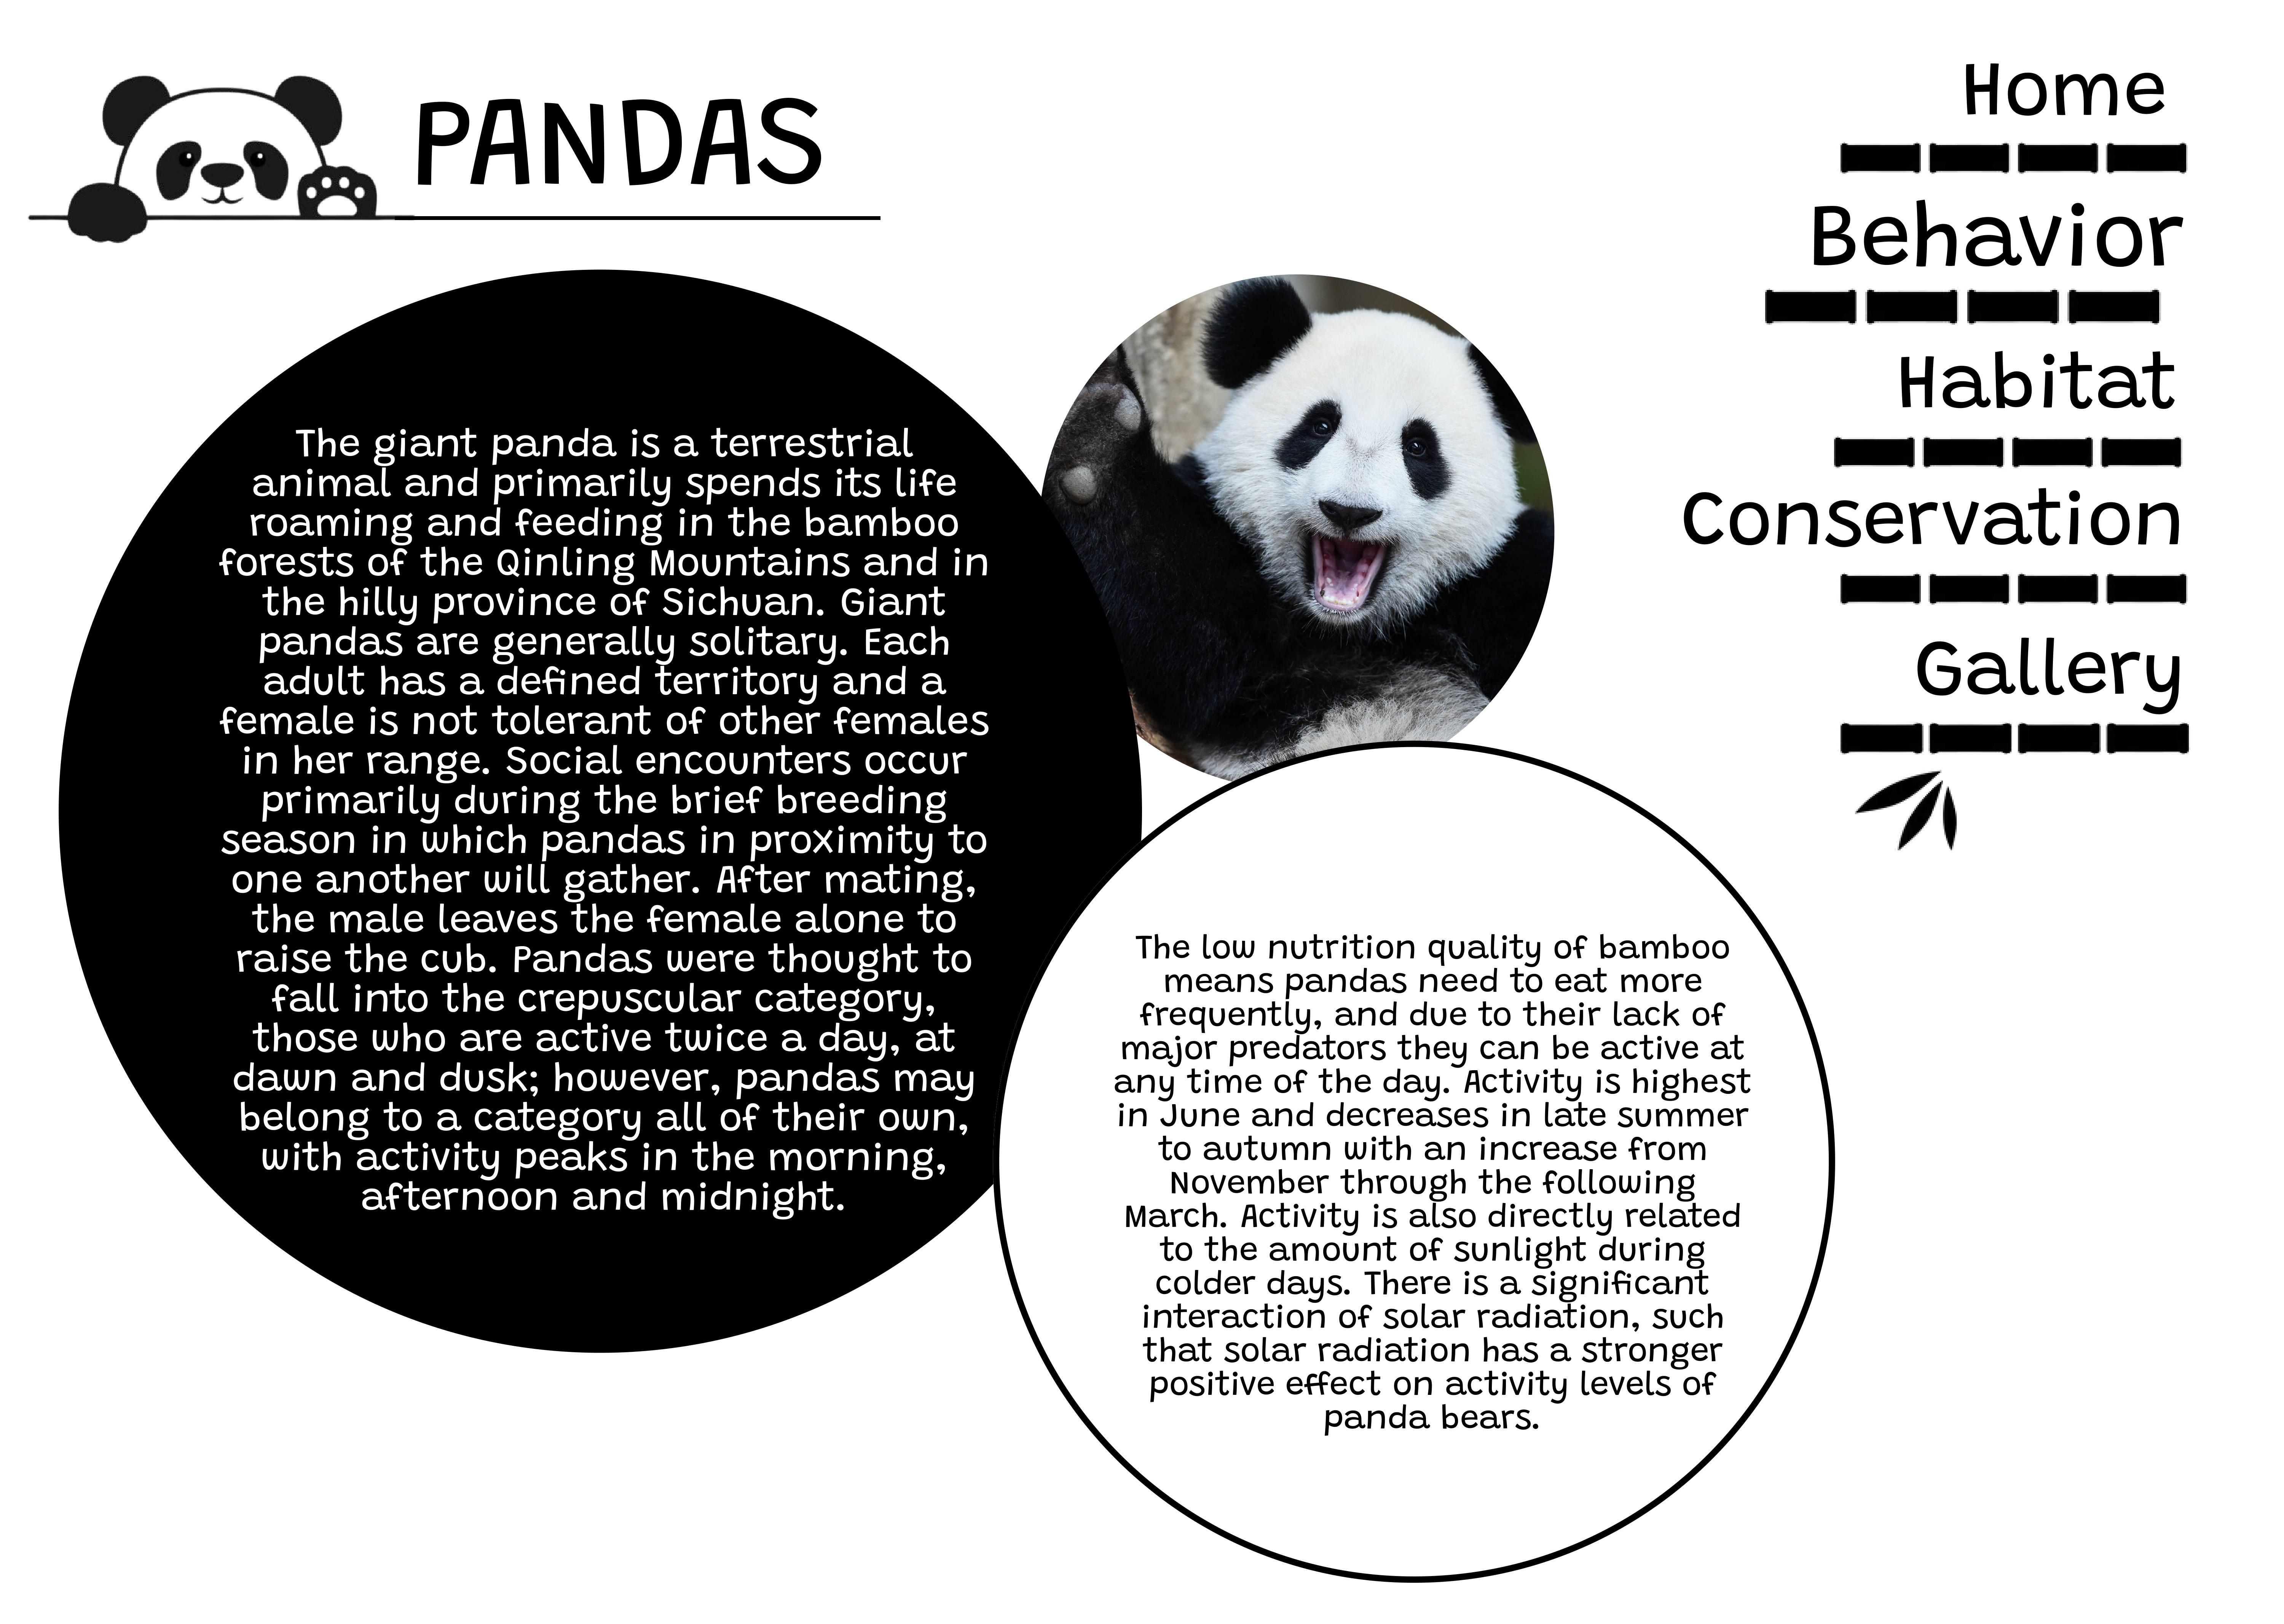 PANDAS
Home
Behavior
Habitat
Conservation
Gallery
The giant panda is a terrestrial
animal and primarily spends its life
roaming and feeding in the bamboo
forests of the Qinling Mountains and in
the hilly province of Sichuan. Giant
pandas are generally solitary. Each
adult has a defined territory and a
female is not tolerant of other females
in her range. Social encounters occur
primarily during the brief breeding
season in which pandas in proximity to
one another will gather. After mating,
the male leaves the female alone to
raise the cub. Pandas were thought to
fall into the crepuscular category,
those who are active twice a day, at
dawn and dusk; however, pandas may
belong to a category all of their own,
with activity peaks in the morning,
afternoon and midnight.
The low nutrition quality of bamboo
means pandas need to eat more
frequently, and due to their lack of
major predators they can be active at
any time of the day. Activity is highest
in June and decreases in late summer
to autumn with an increase from
November through the following
March. Activity is also directly related
to the amount of sunlight during
colder days. There is a significant
interaction of solar radiation, such
that solar radiation has a stronger
positive effect on activity levels of
panda bears.